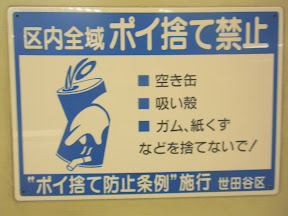 区内全域 ポイ捨て禁止
■ 空き缶
■ 吸い殻
■ ガム、紙くず
などを捨てないで!
"ポイ捨て防止条例"施行 世田谷区